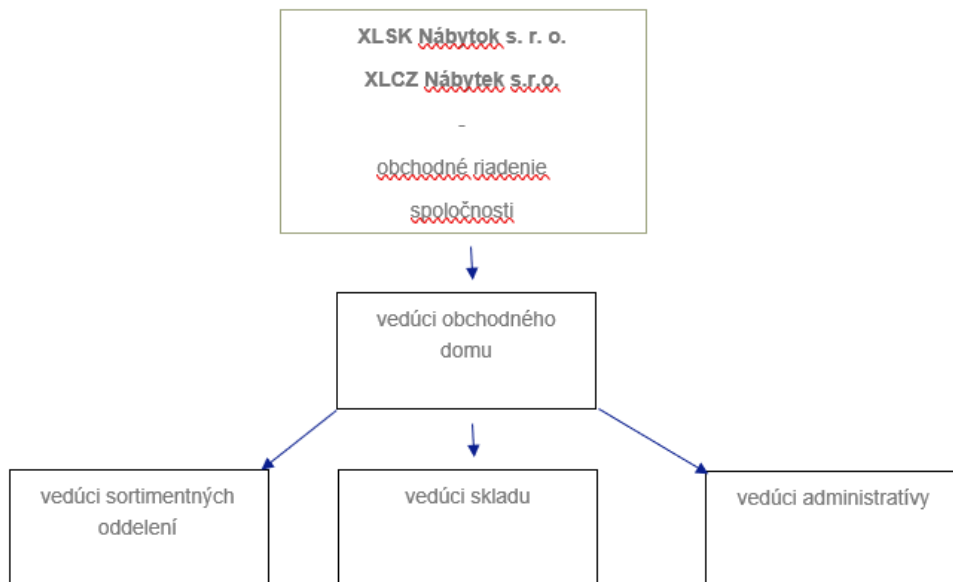 XLSK Nábytok s. r. o.
XLCZ Nábytek s.r.o.
-
obchodné riadenie
spoločnosti
vedúci obchodného
domu
vedúci sortimentných
oddelení
vedúci skladu
vedúci administratívy